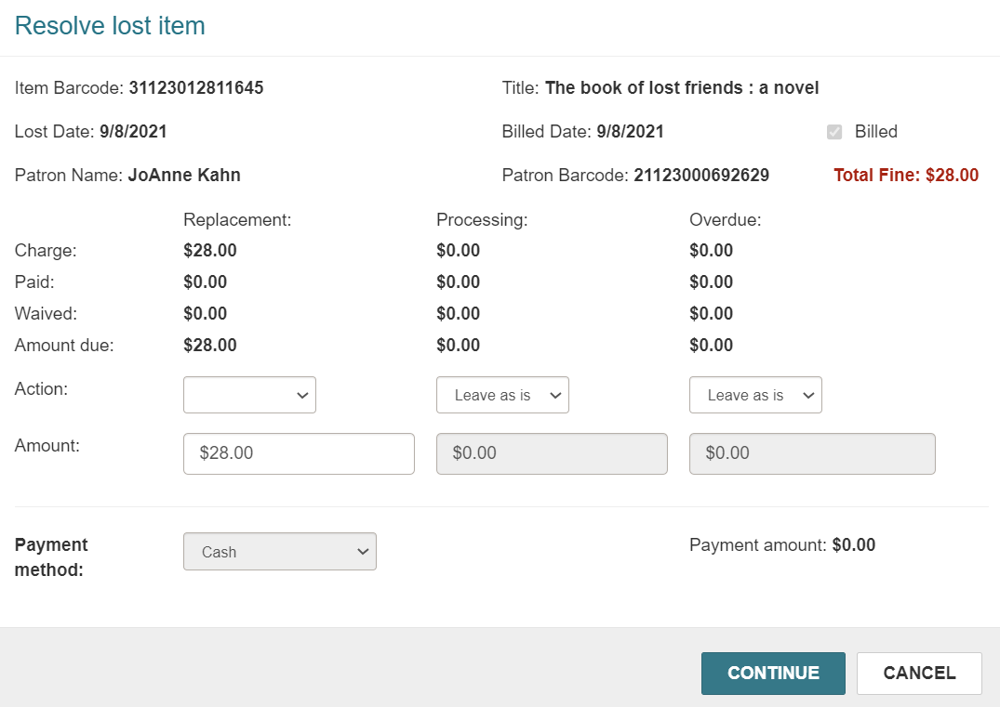 Resolve lost item
Item Barcode: 31123012811645 Title: The book of lost friends : a novel
Lost Date: 9/8/2021 Billed Date: 9/8/2021 Billed
Patron Name: JoAnne Kahn Patron Barcode: 21123000692629 Total Fine: $28.00
Replacement: Processing: Overdue:
Charge: $28.00 $0.00 $0.00
Paid: $0.00 $0.00 $0.00
Waived: $0.00 $0.00 $0.00
Amount due: $28.00 $0.00 $0.00
Action: Leave as is Leave as is
Amount: $28.00 $0.00 $0.00
Payment method: Cash Payment amount: $0.00
CONTINUE CANCEL